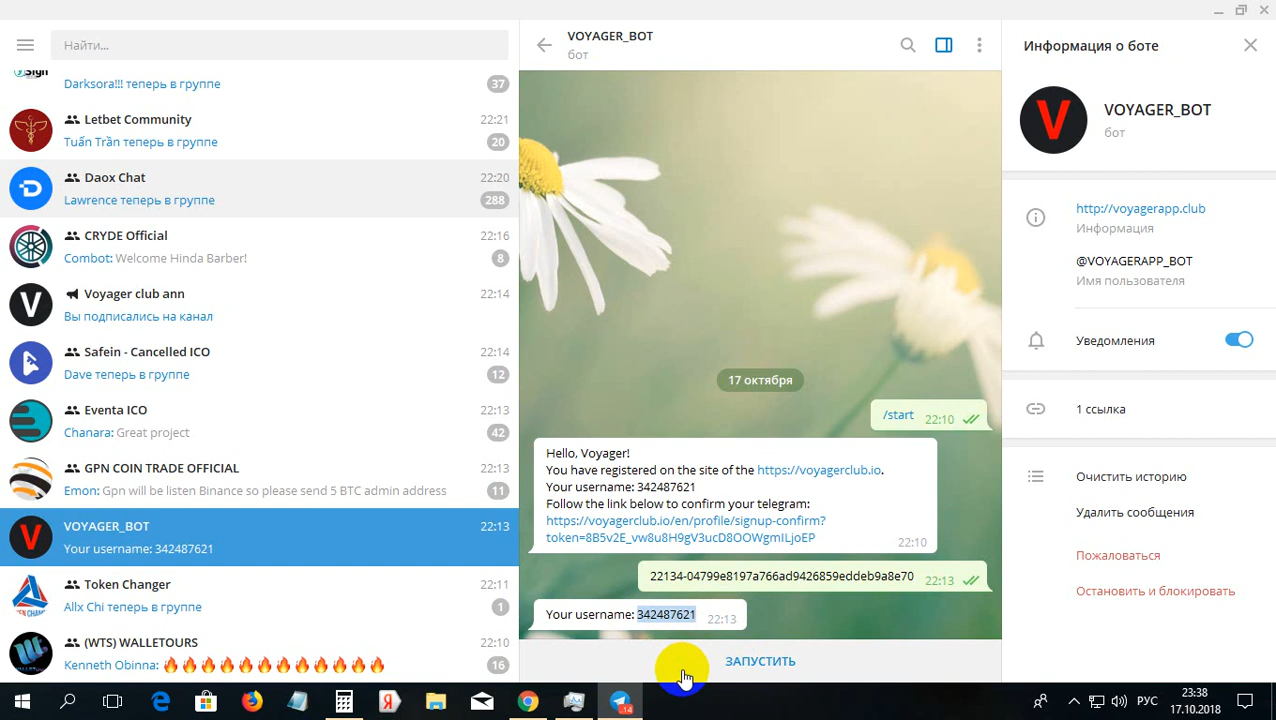 Найти...
Sign
Darksora!!! теперь в группе
37
Letbet Community
22:21
Tuấn Trần теперь в группе
20
Daox Chat
22:20
Lawrence теперь в группе
288
CRYDE Official
22:16
Combot: Welcome Hinda Barber!
8
Voyager club ann
22:14
Вы подписались на канал
Safein - Cancelled ICO
22:14
Dave теперь в группе
12
Eventa ICO
22:13
Chanara: Great project
42
GPN COIN TRADE OFFICIAL
22:13
Emon: Gpn will be listen Binance so please send 5 BTC admin address
11
VOYAGER_BOT
22:13
Your username: 342487621
Token Changer
22:11
Allx Chi теперь в группе
1
(WTS) WALLETOURS
22:10
Kenneth Obinna: 🔥🔥🔥🔥🔥🔥🔥🔥🔥🔥🔥🔥
16
VOYAGER_BOT
бот
17 октября
/start 22:10
Hello, Voyager!
You have registered on the site of the https://voyagerclub.io.
Your username: 342487621
Follow the link below to confirm your telegram:
https://voyagerclub.io/en/profile/signup-confirm?
token=8B5v2E_vw8u8H9gV3ucD8OOWgmILjoEP
22:10
22134-04799e8197a766ad9426859eddeb9a8e70 22:13
Your username: 342487621 22:13
ЗАПУСТИТЬ
Информация о боте
V
VOYAGER_BOT
бот
http://voyagerapp.club
Информация
@VOYAGERAPP_BOT
Имя пользователя
Уведомления
1 ссылка
Очистить историю
Удалить сообщения
Пожаловаться
Остановить и блокировать
14
РУС
23:38
17.10.2018